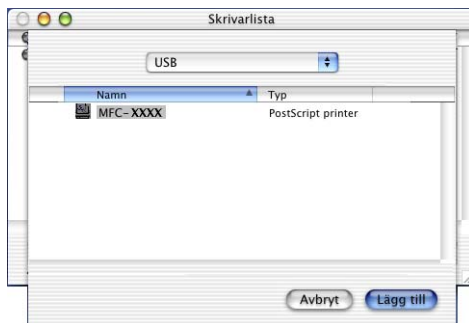 Skrivarlista
USB
Namn Typ
MFC-XXXX PostScript printer
Avbryt Lägg till